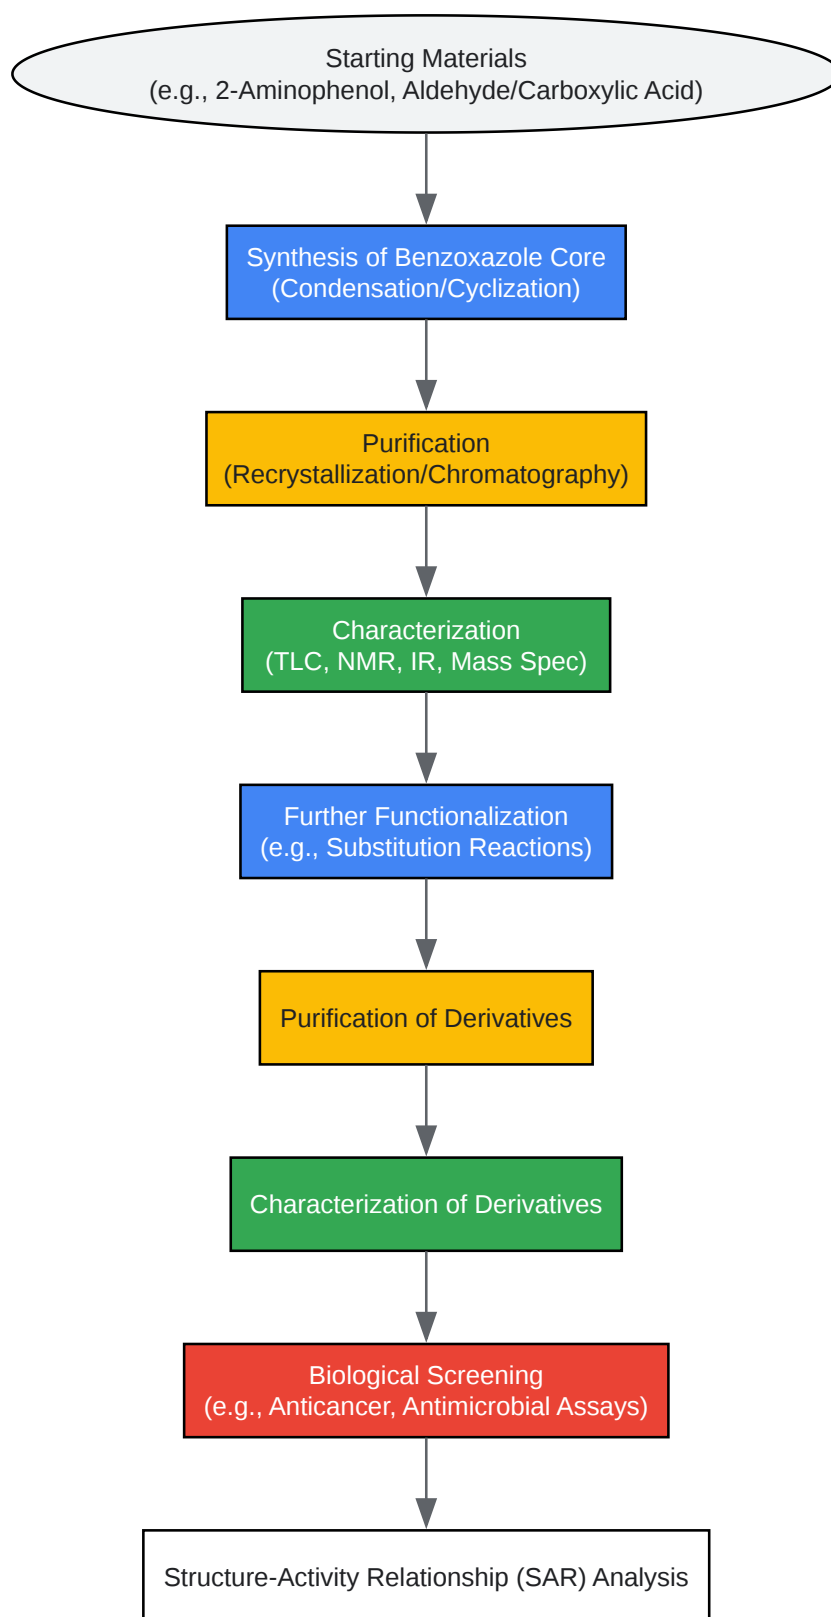 Starting Materials
(e.g., 2-Aminophenol, Aldehyde/Carboxylic Acid)
Synthesis of Benzoxazole Core
(Condensation/Cyclization)
Purification
(Recrystallization/Chromatography)
Characterization
(TLC, NMR, IR, Mass Spec)
Further Functionalization
(e.g., Substitution Reactions)
Purification of Derivatives
Characterization of Derivatives
Biological Screening
(e.g., Anticancer, Antimicrobial Assays)
Structure-Activity Relationship (SAR) Analysis